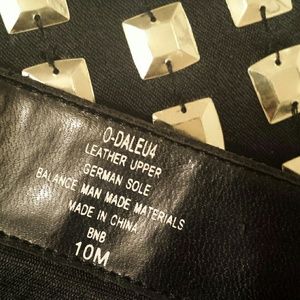 O-DALEU4
LEATHER UPPER
GERMAN SOLE
BALANCE MAN MADE MATERIALS
MADE IN CHINA
BNB
10M